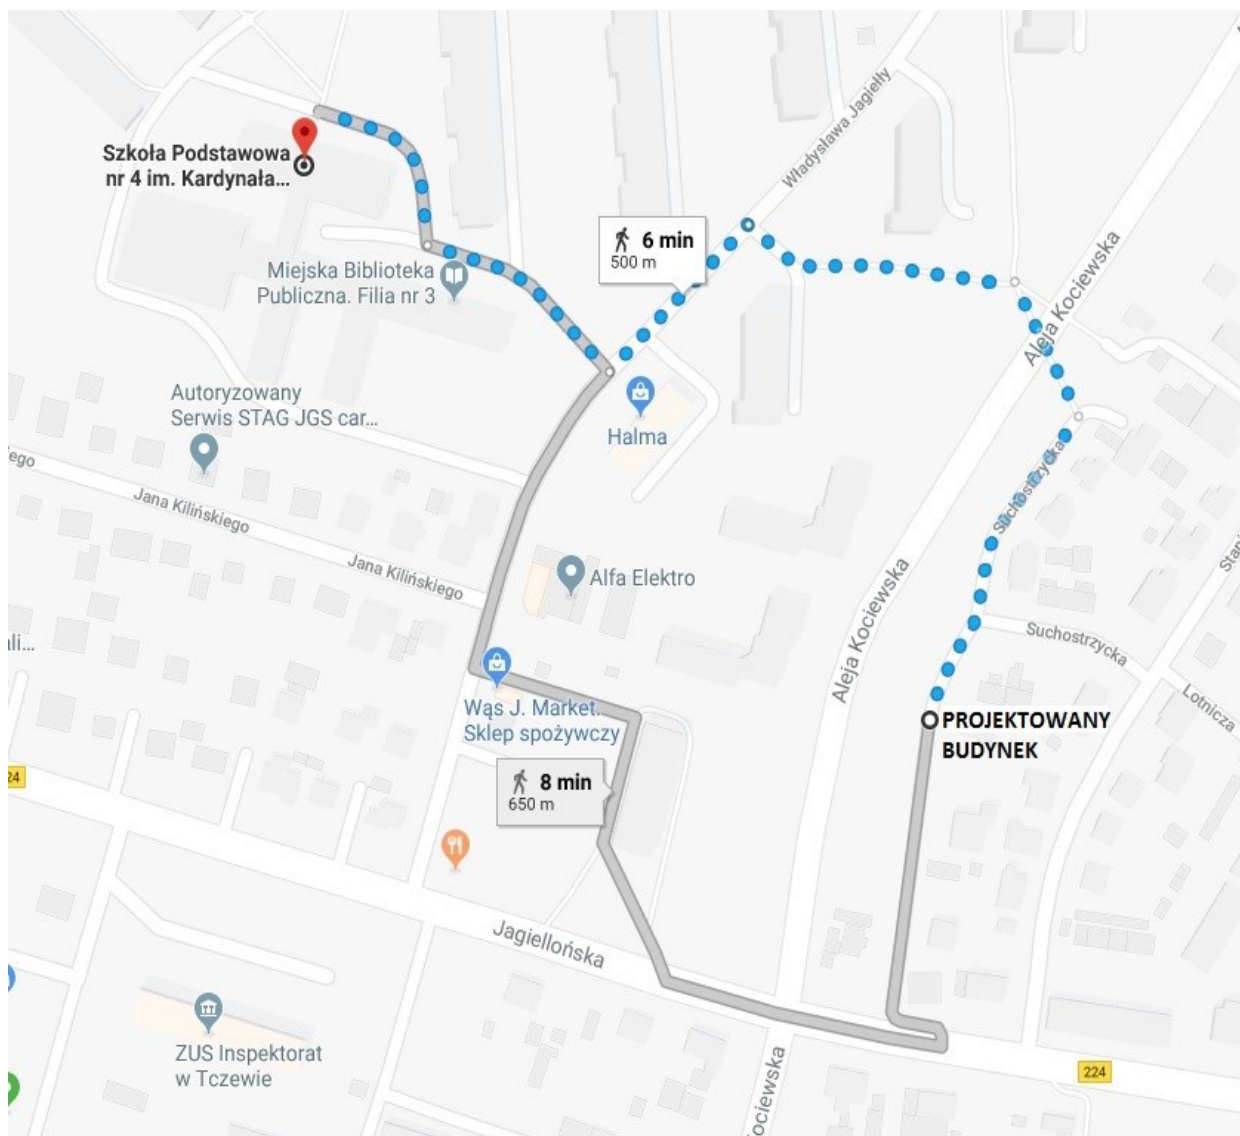 Władysława Jagiełły
Szkoła Podstawowa
nr 4 im. Kardynała...
6 min
500 m
Aleja Kociewska
Miejska Biblioteka
Publiczna. Filia nr 3
Autoryzowany
Serwis STAG JGS car...
Halma
Suchostrzycka
ego
Jana Kilińskiego
Jana Kilińskiego
Alfa Elektro
Aleja Kociewska
Suchostrzycka
Lotnicza
Wąs J. Market.
Sklep spożywczy
PROJEKTOWANY
BUDYNEK
8 min
650 m
24
Jagiellońska
ZUS Inspektorat
w Tczewie
224
Kociewska